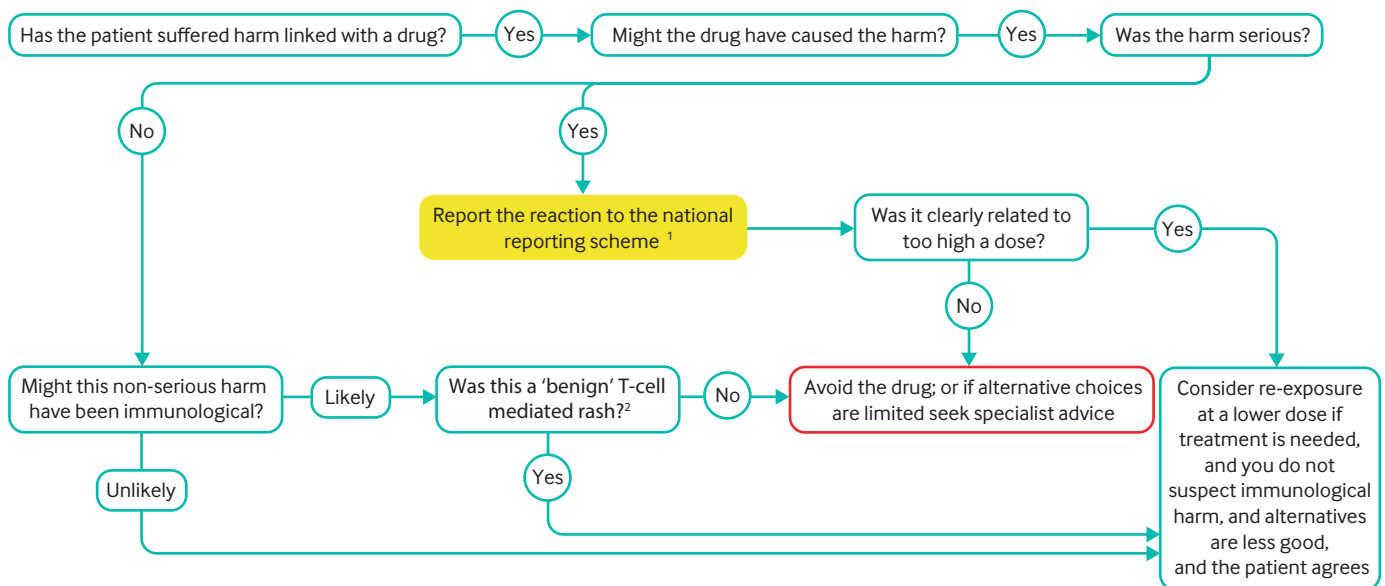 Has the patient suffered harm linked with a drug?
Yes
Might the drug have caused the harm?
Yes
Was the harm serious?
No
Yes
Report the reaction to the national
reporting scheme ¹
Was it clearly related to
too high a dose?
Yes
No
Might this non-serious harm
have been immunological?
Likely
Was this a ‘benign’ T-cell
mediated rash?²
No
Avoid the drug; or if alternative choices
are limited seek specialist advice
Consider re-exposure
at a lower dose if
treatment is needed,
and you do not
suspect immunological
harm, and alternatives
are less good,
and the patient agrees
Unlikely
Yes